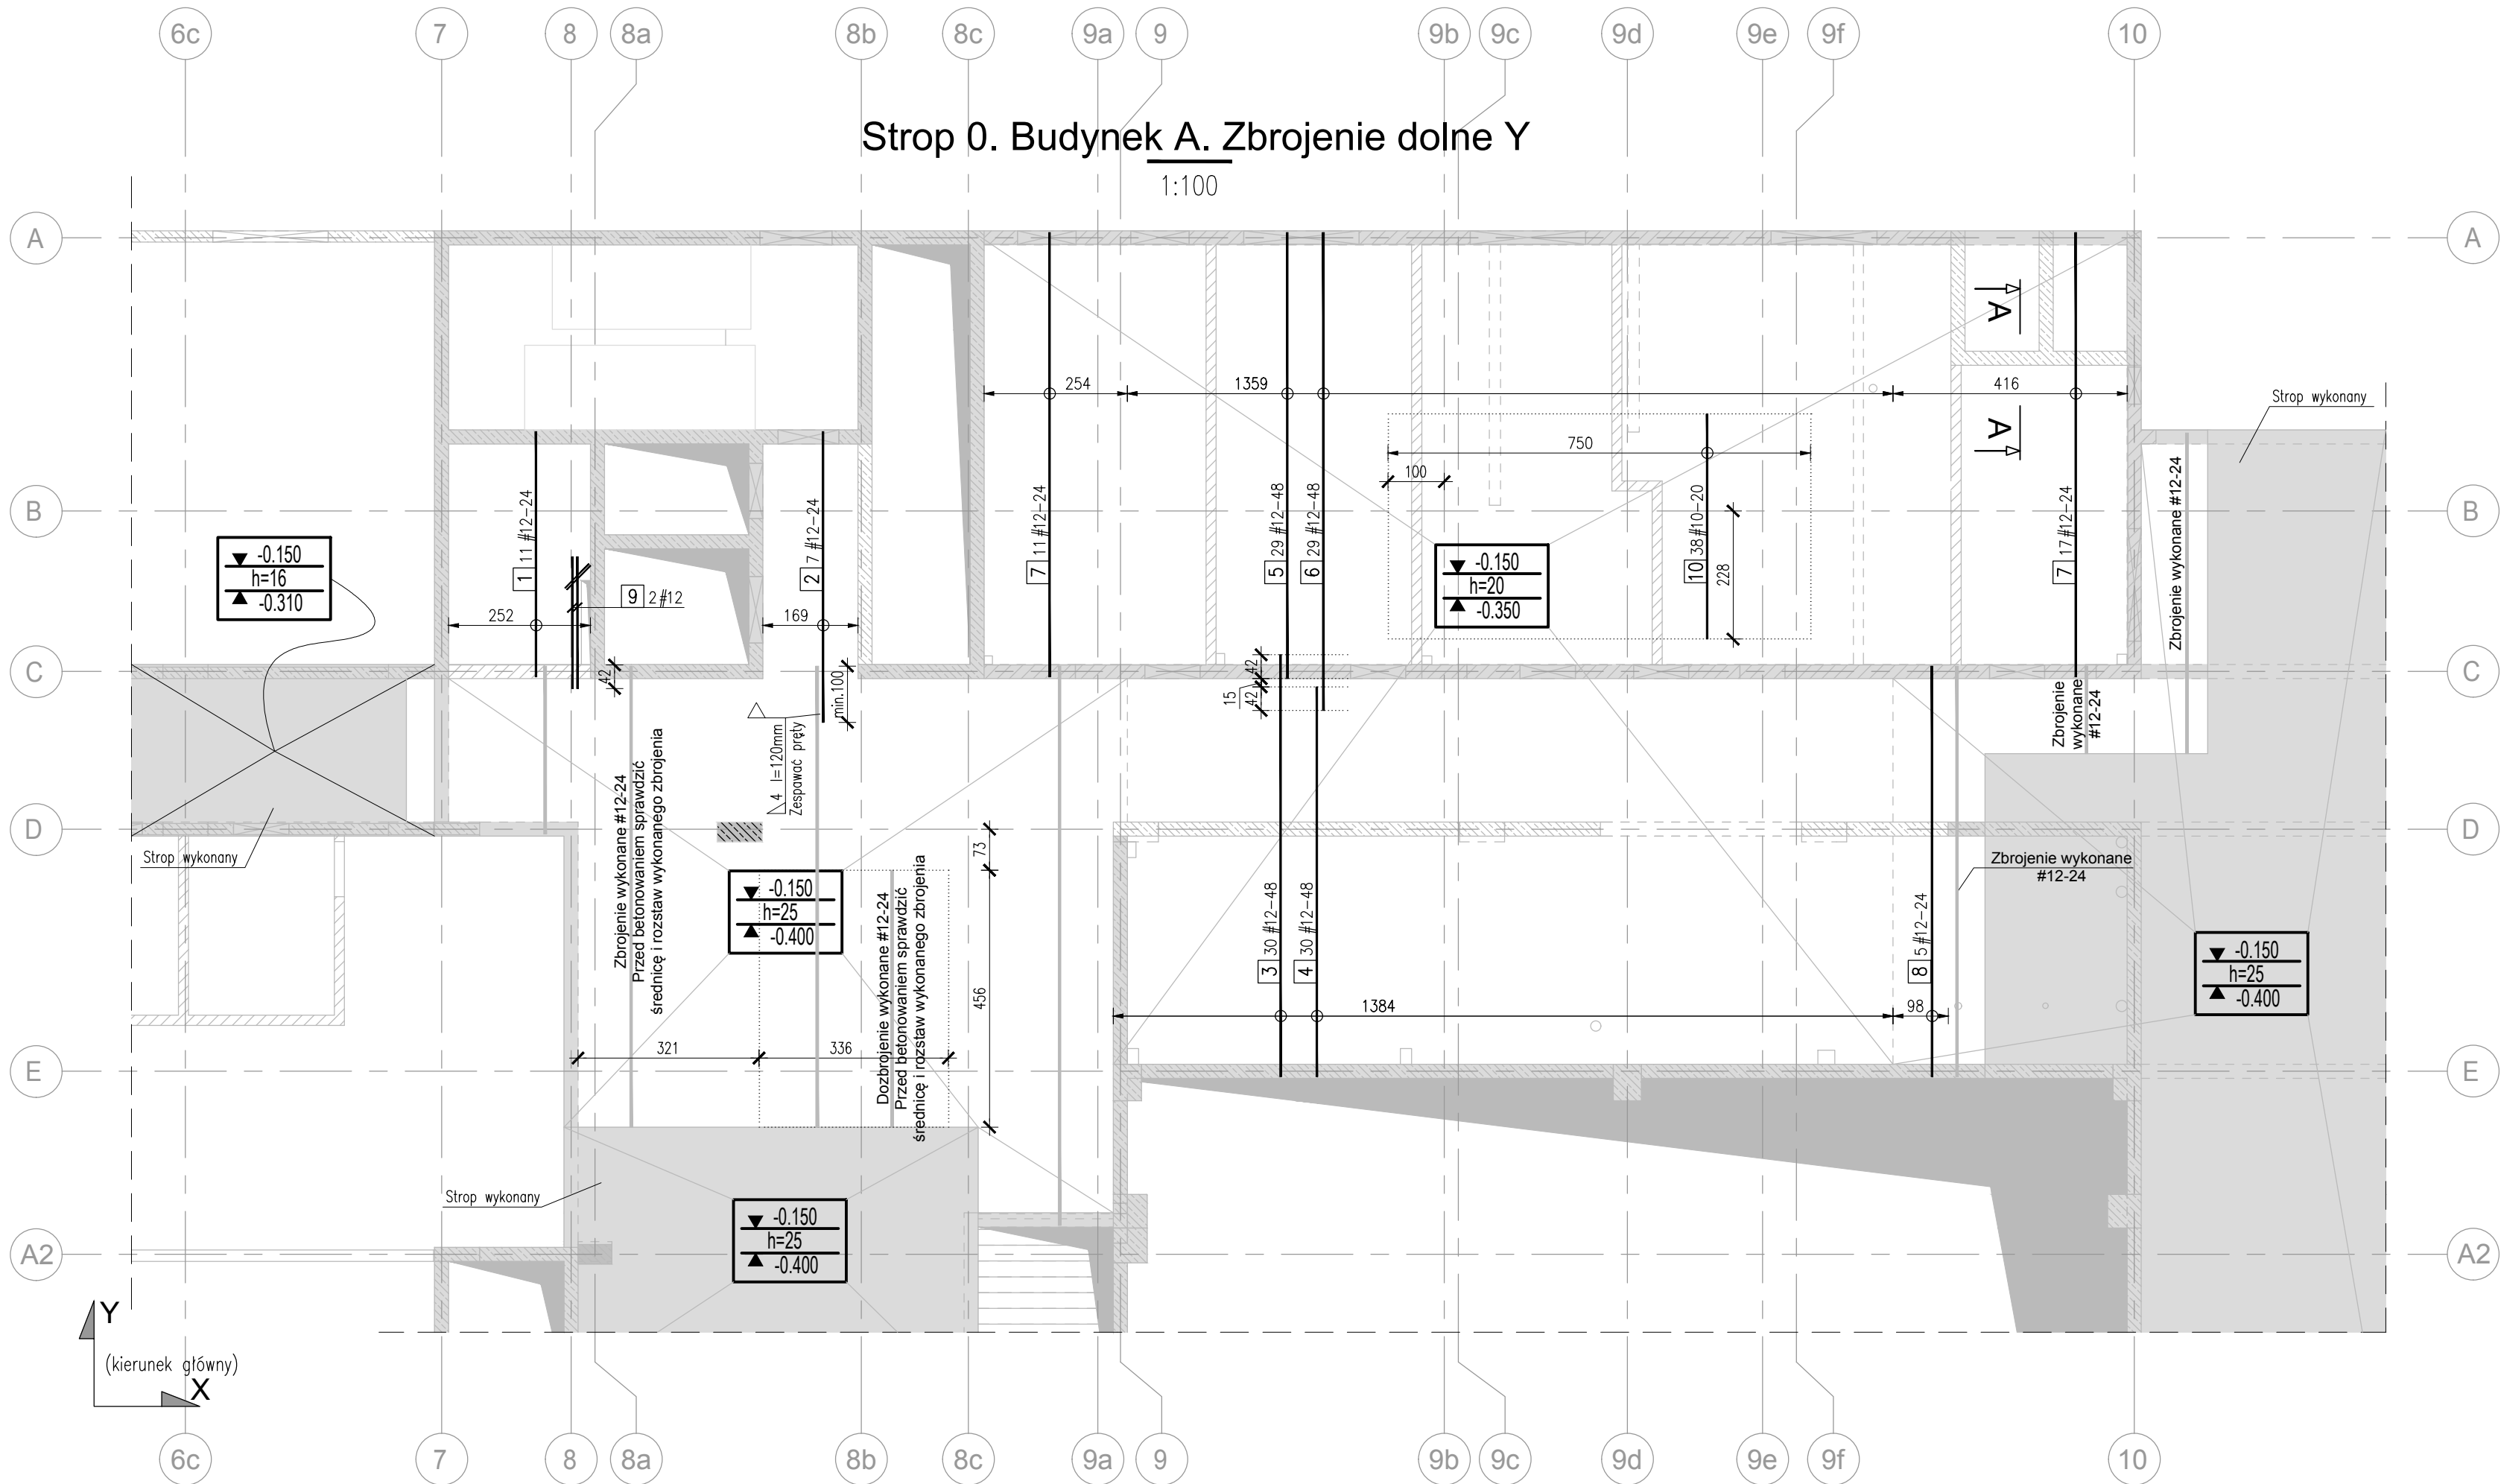 6c 7 8 8a 8b 8c 9a 9 9b 9c 9d 9e 9f 10
Strop 0. Budynek A. Zbrojenie dolne Y
1:100
A
A
254
1359
416
A
A
Strop wykonany
750
100
B
B
1 11 #12-24
2 7 #12-24
7 11 #12-24
5 29 #12-48
6 29 #12-48
10 38 #10-20
228
7 17 #12-24
Zbrojenie wykonane #12-24
-0.150
h=16
-0.310
9 2 #12
252
169
-0.150
h=20
-0.350
C
C
42
min.100
42
15
42
Zbrojenie
wykonane
#12-24
4 l=120mm
Zespawać pręty
Zbrojenie wykonane #12-24
Przed betonowaniem sprawdzić
średnicę i rozstaw wykonanego zbrojenia
D
D
Strop wykonany
73
-0.150
h=25
-0.400
Dozbrojenie wykonane #12-24
Przed betonowaniem sprawdzić
średnicę i rozstaw wykonanego zbrojenia
456
3 30 #12-48
4 30 #12-48
8 5 #12-24
Zbrojenie wykonane
#12-24
-0.150
h=25
-0.400
1384
98
321
336
E
E
Strop wykonany
-0.150
h=25
-0.400
A2
A2
Y
(kierunek główny)
X
6c 7 8 8a 8b 8c 9a 9 9b 9c 9d 9e 9f 10